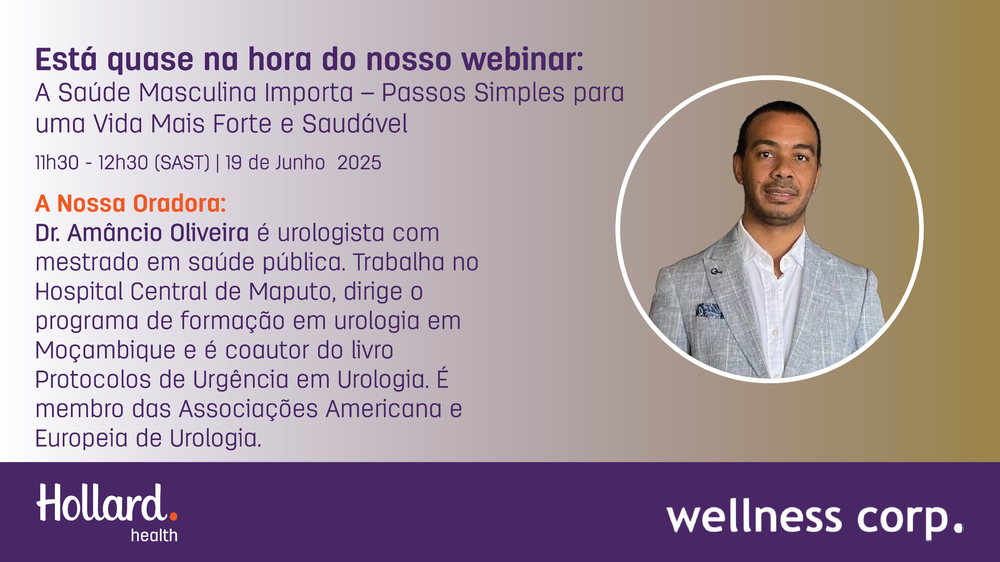 Está quase na hora do nosso webinar:
A Saúde Masculina Importa – Passos Simples para
uma Vida Mais Forte e Saudável
11h30 - 12h30 (SAST) | 19 de Junho 2025
A Nossa Oradora:
Dr. Amâncio Oliveira é urologista com
mestrado em saúde pública. Trabalha no
Hospital Central de Maputo, dirige o
programa de formação em urologia em
Moçambique e é coautor do livro
Protocolos de Urgência em Urologia. É
membro das Associações Americana e
Europeia de Urologia.
Hollard.
health
wellness corp.